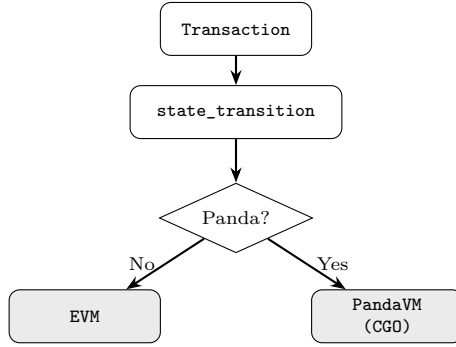 Transaction
state_transition
Panda?
No
Yes
EVM
PandaVM
(CGO)